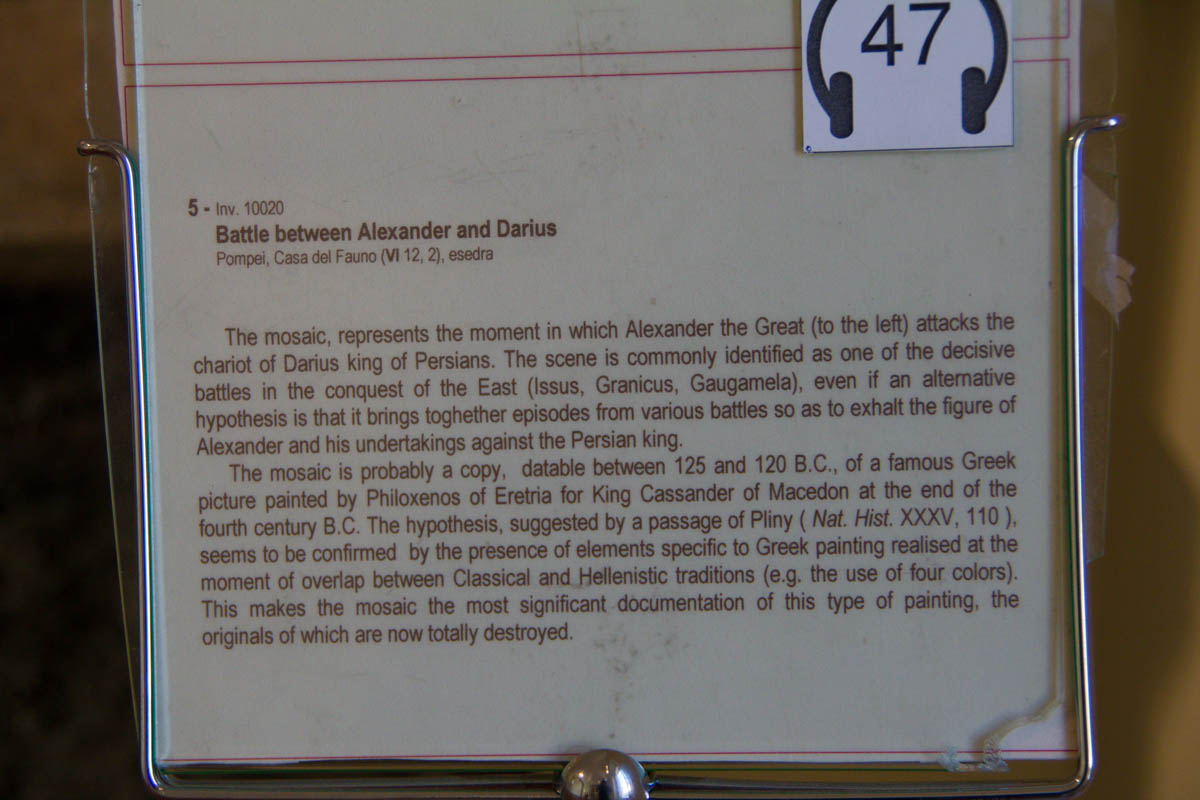 47
5 - Inv. 10020
Battle between Alexander and Darius
Pompei, Casa del Fauno (VI 12, 2), esedra
The mosaic, represents the moment in which Alexander the Great (to the left) attacks the
chariot of Darius king of Persians. The scene is commonly identified as one of the decisive
battles in the conquest of the East (Issus, Granicus, Gaugamela), even if an alternative
hypothesis is that it brings toghether episodes from various battles so as to exhalt the figure of
Alexander and his undertakings against the Persian king.
The mosaic is probably a copy, datable between 125 and 120 B.C., of a famous Greek
picture painted by Philoxenos of Eretria for King Cassander of Macedon at the end of the
fourth century B.C. The hypothesis, suggested by a passage of Pliny ( Nat. Hist. XXXV, 110 ),
seems to be confirmed by the presence of elements specific to Greek painting realised at the
moment of overlap between Classical and Hellenistic traditions (e.g. the use of four colors).
This makes the mosaic the most significant documentation of this type of painting, the
originals of which are now totally destroyed.